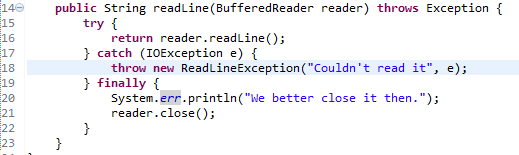 14 public String readLine(BufferedReader reader) throws Exception {
15 try {
16 return reader.readLine();
17 } catch (IOException e) {
18 throw new ReadLineException("Couldn't read it", e);
19 } finally {
20 System.err.println("We better close it then.");
21 reader.close();
22 }
23 }